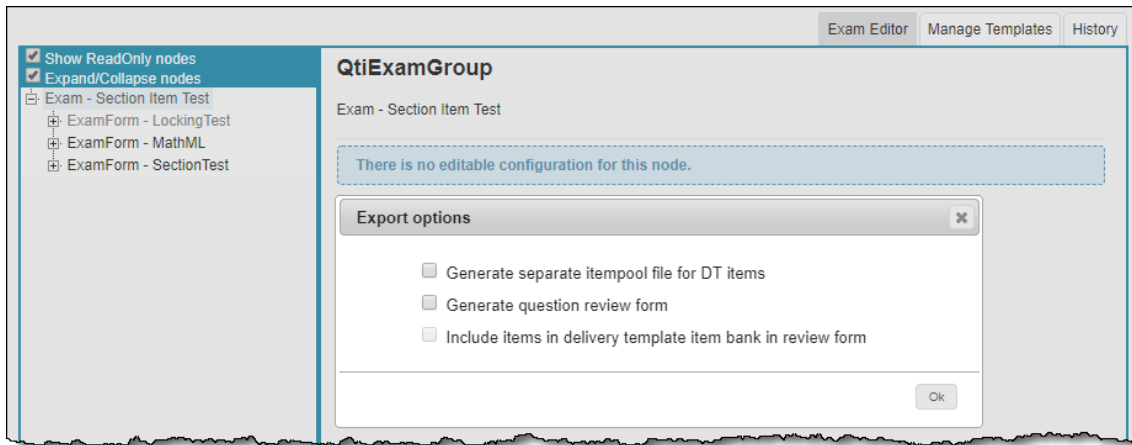 Exam Editor
Manage Templates
History
Show ReadOnly nodes
Expand/Collapse nodes
Exam - Section Item Test
ExamForm - LockingTest
ExamForm - MathML
ExamForm - SectionTest
QtiExamGroup
Exam - Section Item Test
There is no editable configuration for this node.
Export options
Generate separate itempool file for DT items
Generate question review form
Include items in delivery template item bank in review form
Ok